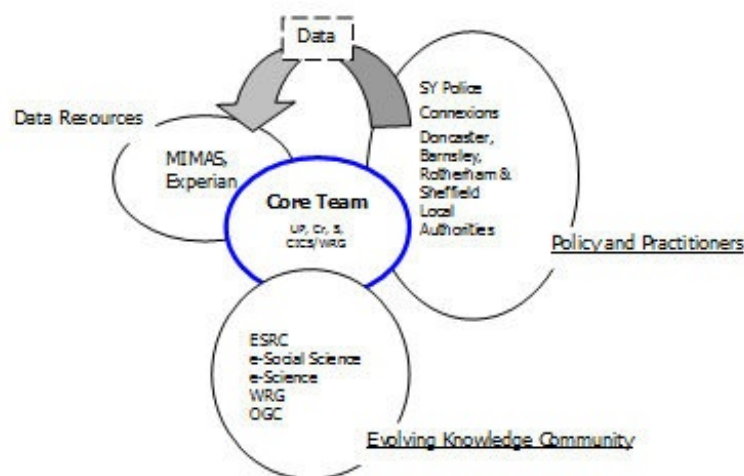 Data
Data Resources
MIMAS,
Experian
SY Police
Connexions
Doncaster,
Barnsley,
Rotherham &
Sheffield
Local
Authorities
Core Team
UP, Cr, S,
CICS/WRG
Policy and Practitioners
ESRC
e-Social Science
e-Science
WRG
OGC
Evolving Knowledge Community